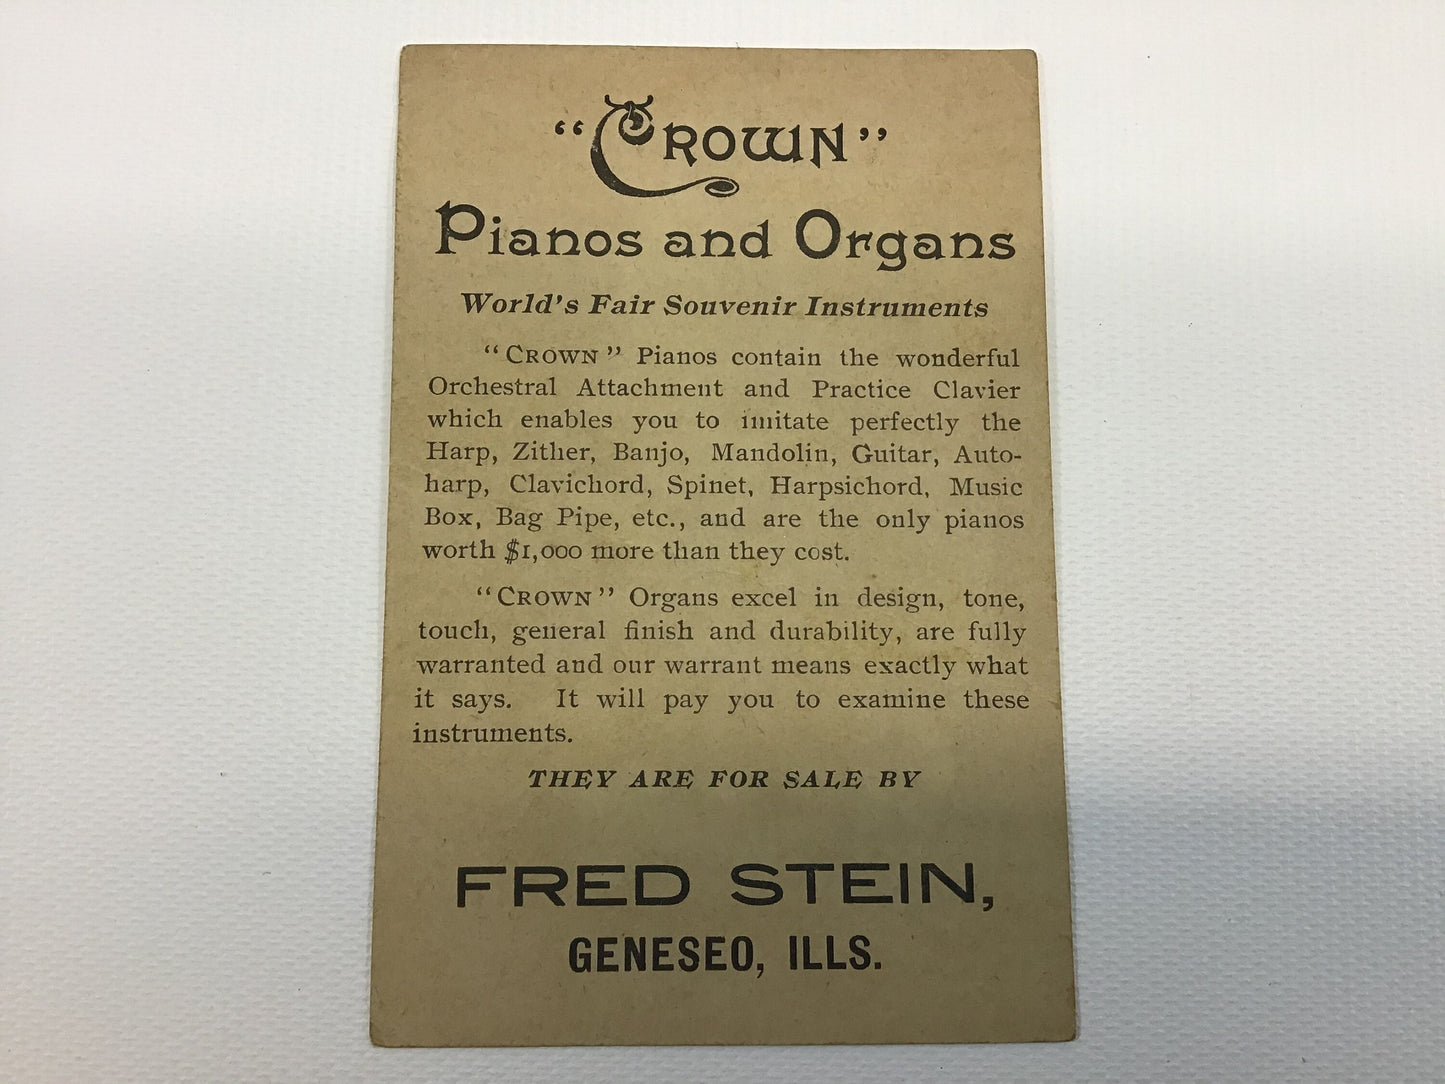 “Crown”
Pianos and Organs
World's Fair Souvenir Instruments
“Crown” Pianos contain the wonderful
Orchestral Attachment and Practice Clavier
which enables you to imitate perfectly the
Harp, Zither, Banjo, Mandolin, Guitar, Auto-
harp, Clavichord, Spinet, Harpsichord, Music
Box, Bag Pipe, etc., and are the only pianos
worth $1,000 more than they cost.
“Crown” Organs excel in design, tone,
touch, general finish and durability, are fully
warranted and our warrant means exactly what
it says. It will pay you to examine these
instruments.
THEY ARE FOR SALE BY
FRED STEIN,
GENESEO, ILLS.